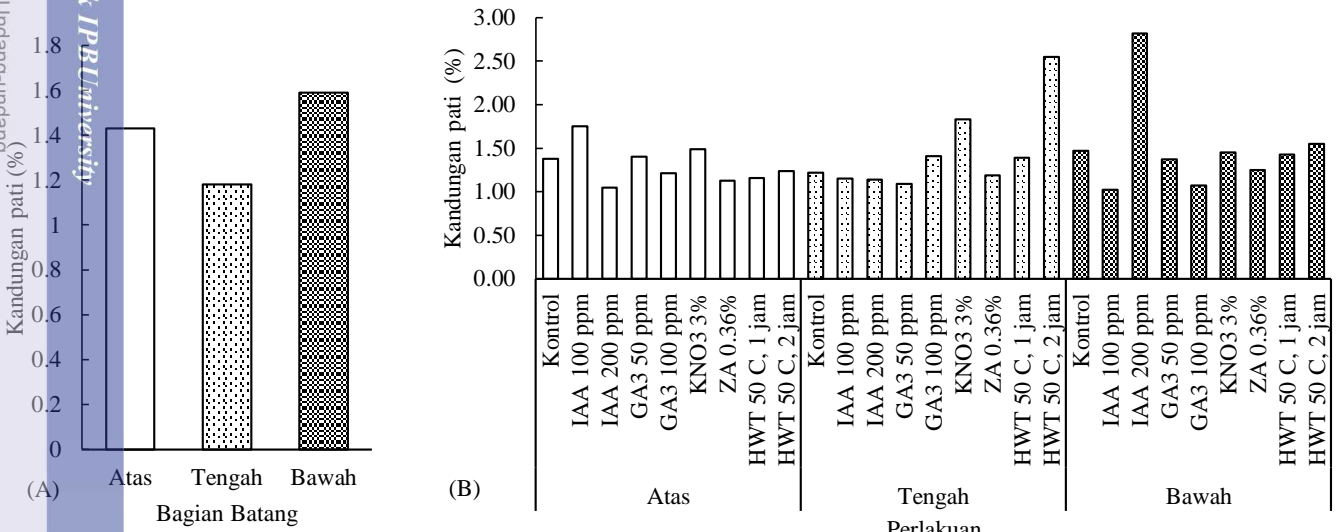 k IPB University
Kandungan pati (%)
1.8
1.6
1.4
1.2
1
0.8
0.6
0.4
0.2
0
Atas Tengah Bawah
(A)
Bagian Batang
Kandungan pati (%)
3.00
2.50
2.00
1.50
1.00
0.50
0.00
Kontrol
IAA 100 ppm
IAA 200 ppm
GA3 50 ppm
GA3 100 ppm
KNO3 3%
ZA 0.36%
HWT 50 C, 1 jam
HWT 50 C, 2 jam
Kontrol
IAA 100 ppm
IAA 200 ppm
GA3 50 ppm
GA3 100 ppm
KNO3 3%
ZA 0.36%
HWT 50 C, 1 jam
HWT 50 C, 2 jam
Kontrol
IAA 100 ppm
IAA 200 ppm
GA3 50 ppm
GA3 100 ppm
KNO3 3%
ZA 0.36%
HWT 50 C, 1 jam
HWT 50 C, 2 jam
(B)
Atas Tengah Bawah
Perlakuan